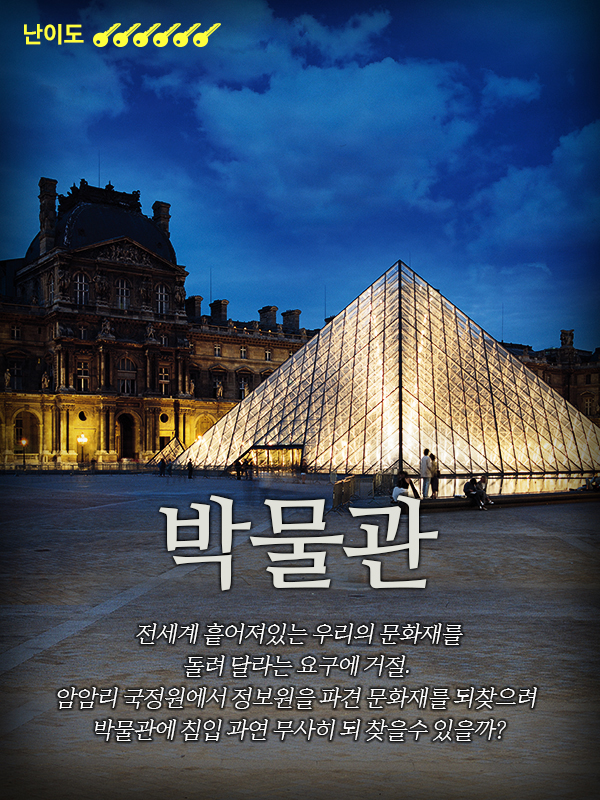 난이도
박물관
전세계 흩어져있는 우리의 문화재를
돌려 달라는 요구에 거절.
암암리 국정원에서 정보원을 파견 문화재를 되찾으려
박물관에 침입 과연 무사히 되 찾을수 있을까?